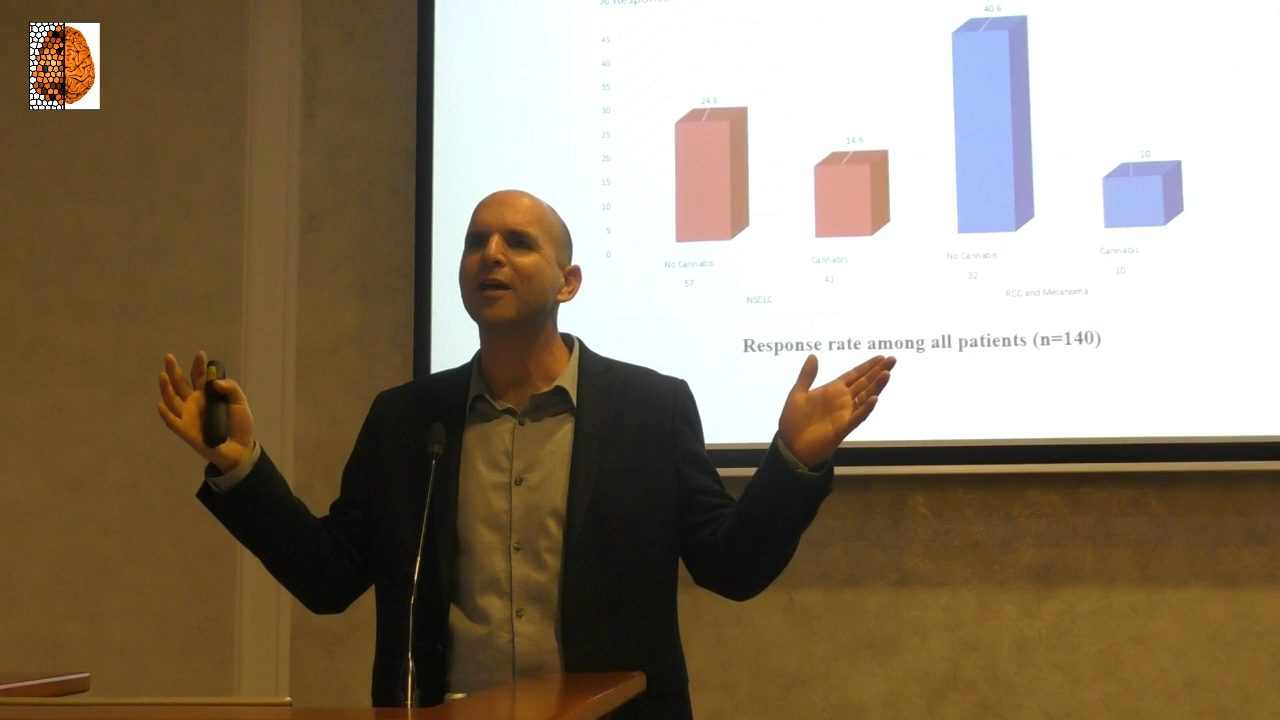 % Respons
40.6
45
40
35
30
25
20
15
10
5
0
24.6
14.6
10
No Cannabis
Cannabis
No Cannabis
Cannabis
57
41
32
10
NSCLC
RCC and Melanoma
Response rate among all patients (n=140)